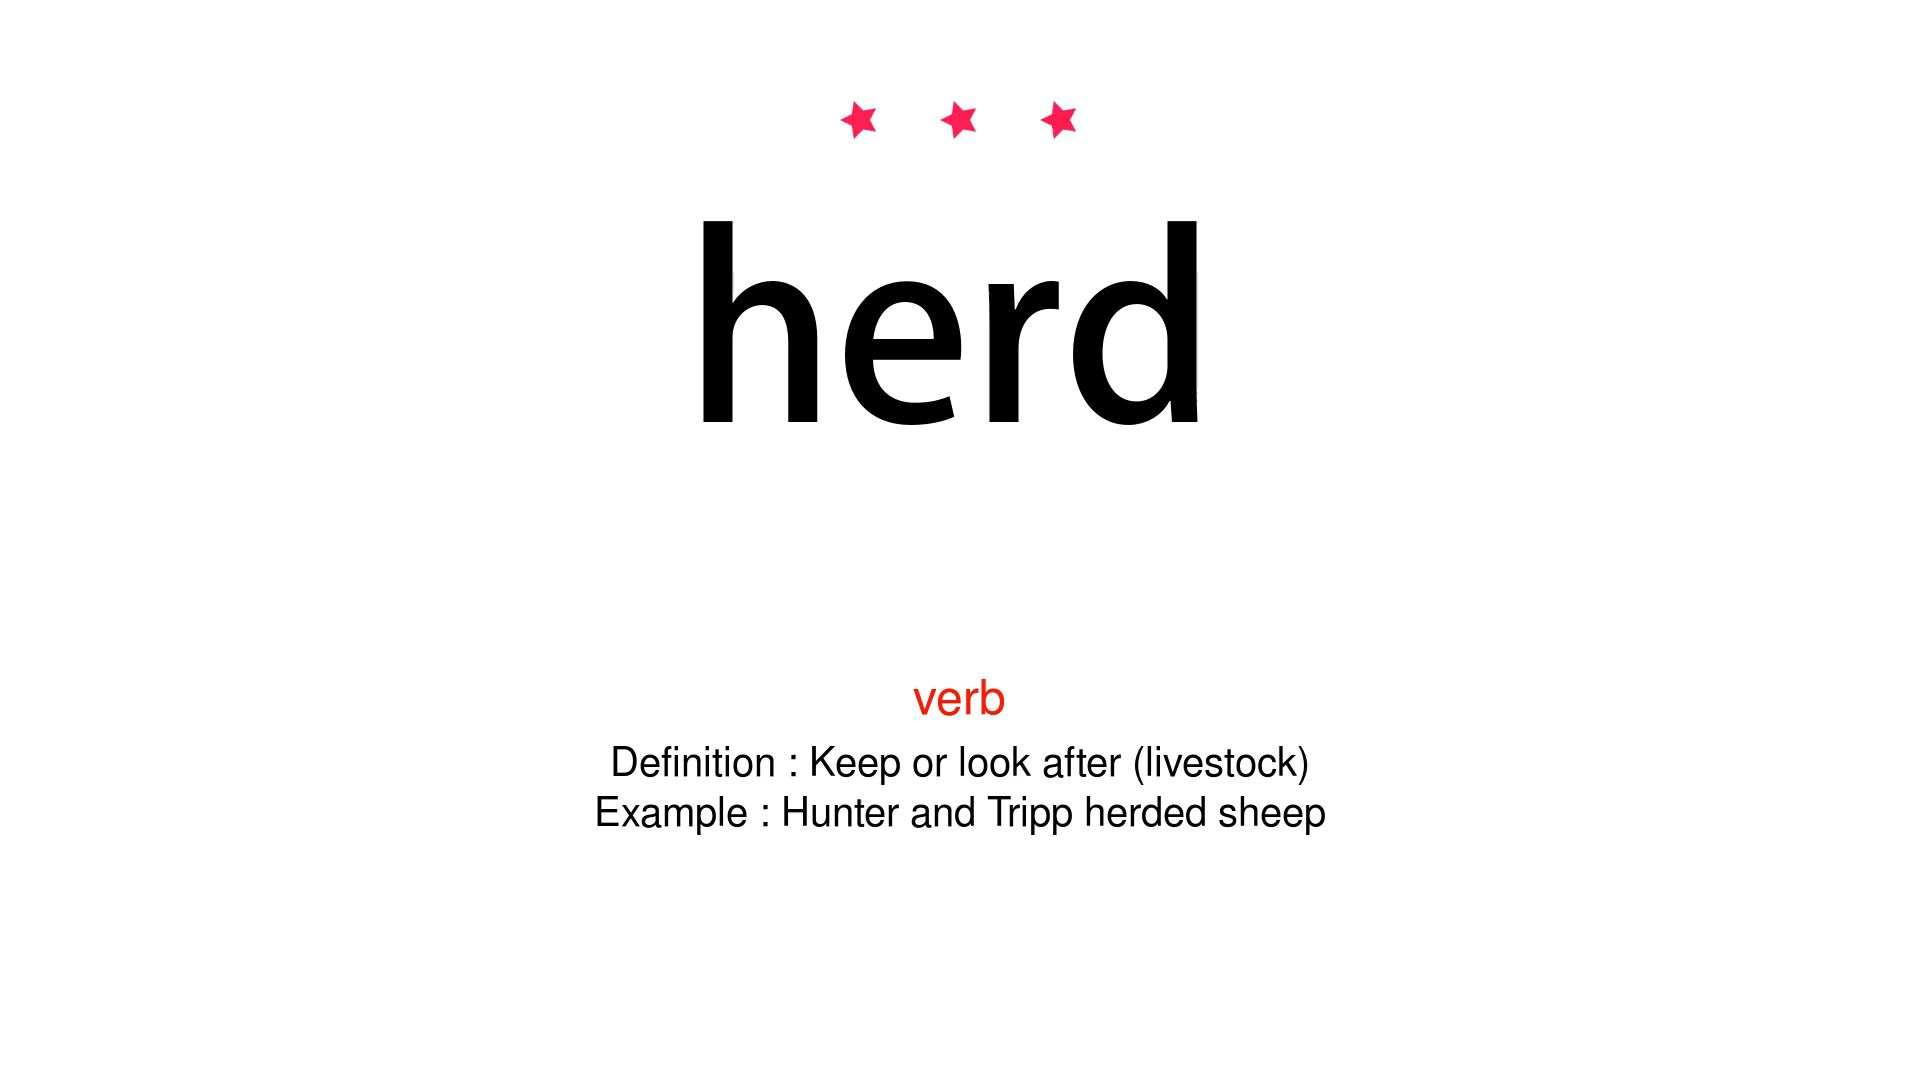 herd
verb
Definition : Keep or look after (livestock)
Example : Hunter and Tripp herded sheep